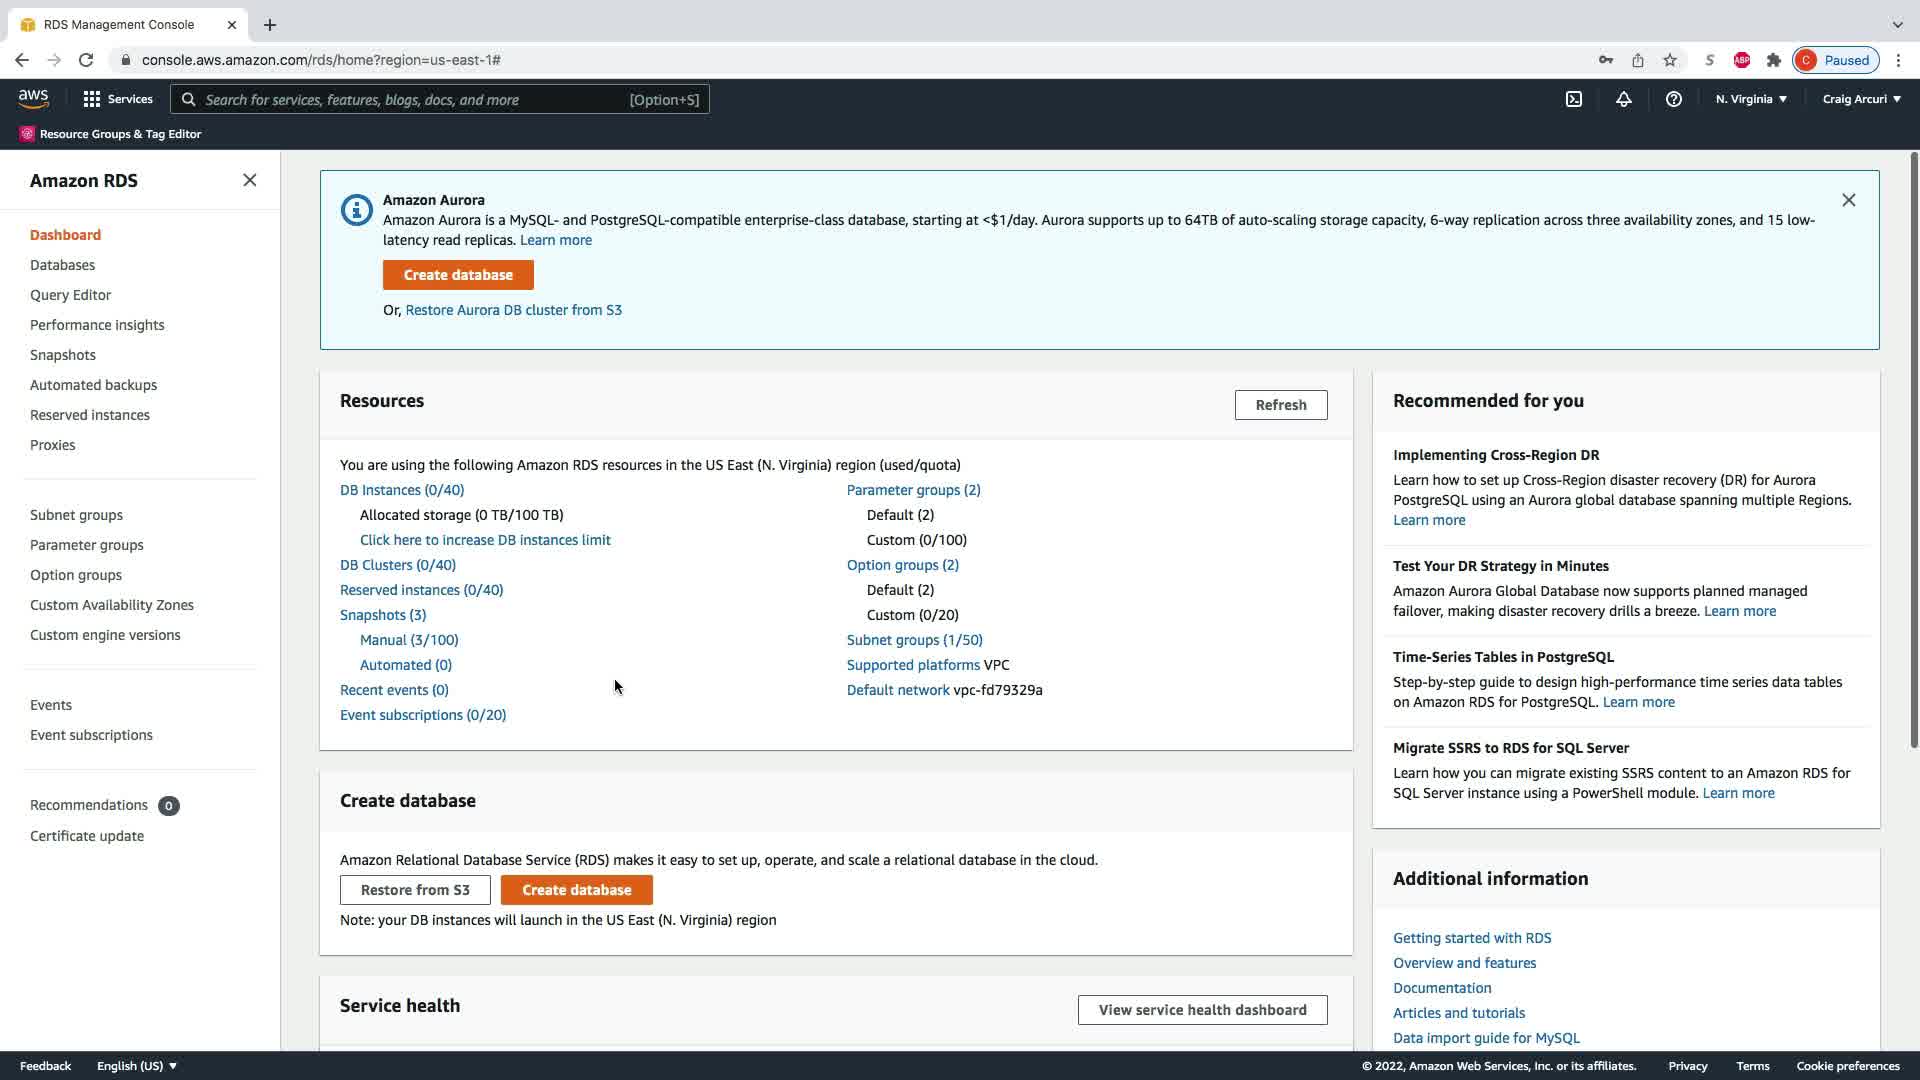 RDS Management Console
console.aws.amazon.com/rds/home?region=us-east-1#
S
ABP
C
Paused
aws
Services
Search for services, features, blogs, docs, and more
[Option+S]
N. Virginia
Craig Arcuri
Resource Groups & Tag Editor
Amazon RDS
Dashboard
Databases
Query Editor
Performance insights
Snapshots
Automated backups
Reserved instances
Proxies
Subnet groups
Parameter groups
Option groups
Custom Availability Zones
Custom engine versions
Events
Event subscriptions
Recommendations 0
Certificate update
Amazon Aurora
Amazon Aurora is a MySQL- and PostgreSQL-compatible enterprise-class database, starting at <$1/day. Aurora supports up to 64TB of auto-scaling storage capacity, 6-way replication across three availability zones, and 15 low-
latency read replicas. Learn more
Create database
Or, Restore Aurora DB cluster from S3
Resources
Refresh
You are using the following Amazon RDS resources in the US East (N. Virginia) region (used/quota)
DB Instances (0/40)
Allocated storage (0 TB/100 TB)
Click here to increase DB instances limit
DB Clusters (0/40)
Reserved instances (0/40)
Snapshots (3)
Manual (3/100)
Automated (0)
Recent events (0)
Event subscriptions (0/20)
Parameter groups (2)
Default (2)
Custom (0/100)
Option groups (2)
Default (2)
Custom (0/20)
Subnet groups (1/50)
Supported platforms VPC
Default network vpc-fd79329a
Create database
Amazon Relational Database Service (RDS) makes it easy to set up, operate, and scale a relational database in the cloud.
Restore from S3
Create database
Note: your DB instances will launch in the US East (N. Virginia) region
Service health
View service health dashboard
Recommended for you
Implementing Cross-Region DR
Learn how to set up Cross-Region disaster recovery (DR) for Aurora
PostgreSQL using an Aurora global database spanning multiple Regions.
Learn more
Test Your DR Strategy in Minutes
Amazon Aurora Global Database now supports planned managed
failover, making disaster recovery drills a breeze. Learn more
Time-Series Tables in PostgreSQL
Step-by-step guide to design high-performance time series data tables
on Amazon RDS for PostgreSQL. Learn more
Migrate SSRS to RDS for SQL Server
Learn how you can migrate existing SSRS content to an Amazon RDS for
SQL Server instance using a PowerShell module. Learn more
Additional information
Getting started with RDS
Overview and features
Documentation
Articles and tutorials
Data import guide for MySQL
Feedback
English (US)
© 2022, Amazon Web Services, Inc. or its affiliates.
Privacy
Terms
Cookie preferences